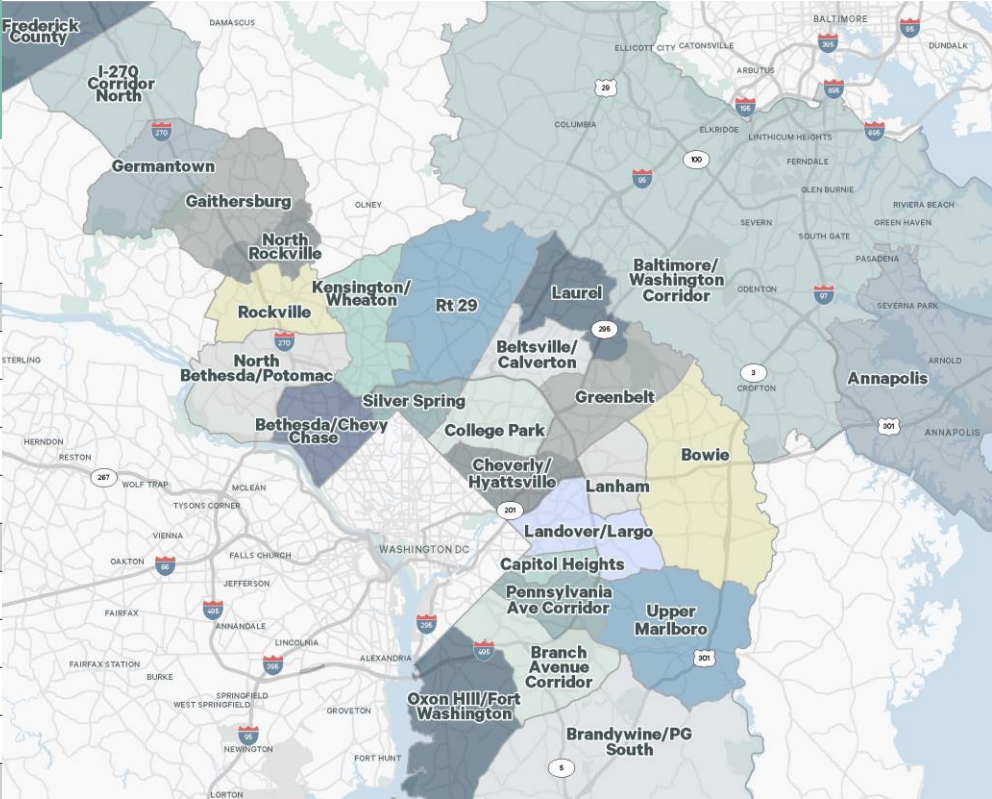 Frederick
County
DAMASCUS
BALTIMORE
95
395
DUNDALK
ELLICOTT CITY
CATONSVILLE
ARBUTUS
I-270
Corridor
North
29
895
195
COLUMBIA
ELKRIDGE
LINTHICUM HEIGHTS
695
270
100
FERNDALE
Germantown
95
GLEN BURNIE
Gaithersburg
OLNEY
RIVIERA BEACH
SEVERN
GREEN HAVEN
SOUTH GATE
North
Rockville
PASADENA
Baltimore/
Washington
Corridor
Kensington/
Wheaton
Laurel
ODENTON
97
Rt 29
SEVERNA PARK
Rockville
295
270
Beltsville/
Calverton
North
Bethesda/Potomac
STERLING
ARNOLD
3
CROFTON
Annapolis
Greenbelt
Silver Spring
Bethesda/Chevy
Chase
College Park
301
ANNAPOLIS
HERNDON
RESTON
Bowie
Cheverly/
Hyattsville
267
WOLF TRAP
MCLEAN
Lanham
TYSONS CORNER
201
VIENNA
Landover/Largo
WASHINGTON DC
FALLS CHURCH
OAKTON
66
Capitol Heights
JEFFERSON
Pennsylvania
Ave Corridor
FAIRFAX
495
Upper
Marlboro
ANNANDALE
295
LINCOLNIA
495
Branch
Avenue
Corridor
FAIRFAX STATION
395
ALEXANDRIA
301
BURKE
SPRINGFIELD
WEST SPRINGFIELD
Oxon HIll/Fort
Washington
GROVETON
95
NEWINGTON
Brandywine/PG
South
FORT HUNT
5
LORTON